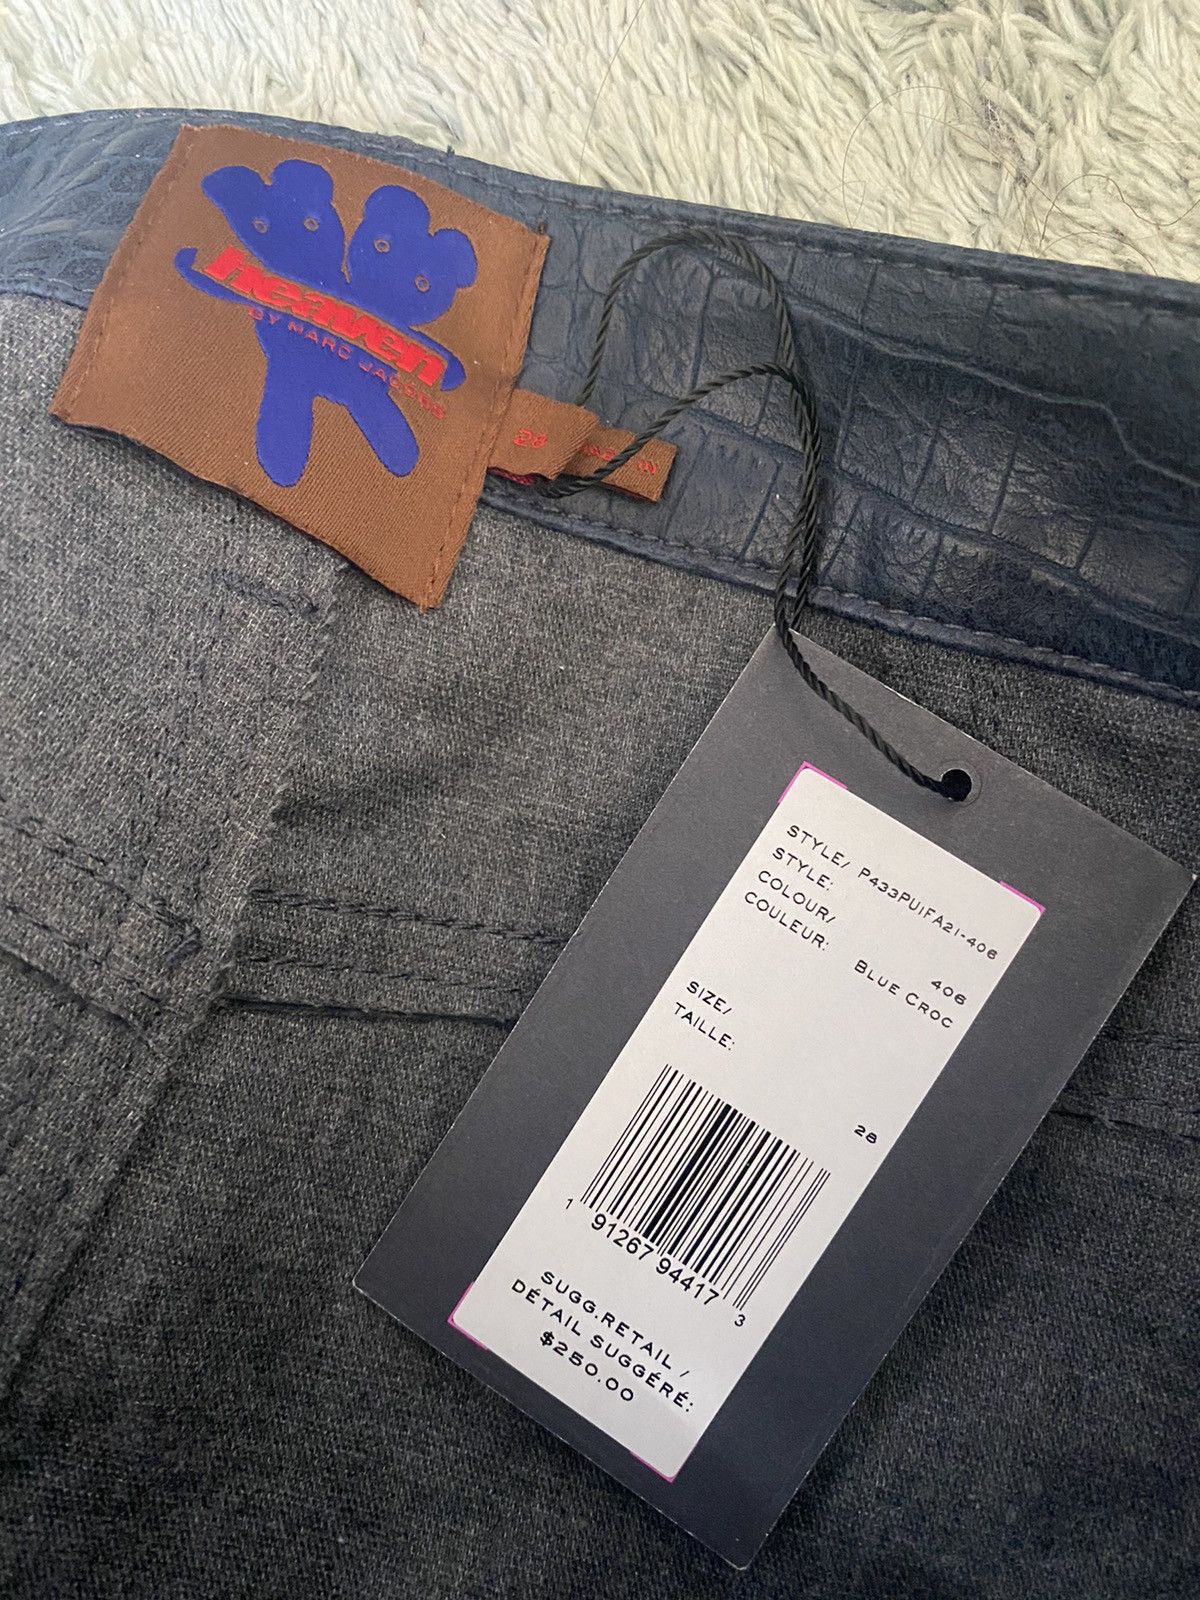 heaven
BY MARC JACOBS
28
STYLE/ P433PU1FA21-406
STYLE:
COLOUR/ 406
COULEUR: BLUE CROC
SIZE/
TAILLE: 28
1 91267 94417 3
SUGG.RETAIL /
DÉTAIL SUGGÉRÉ:
$250.00